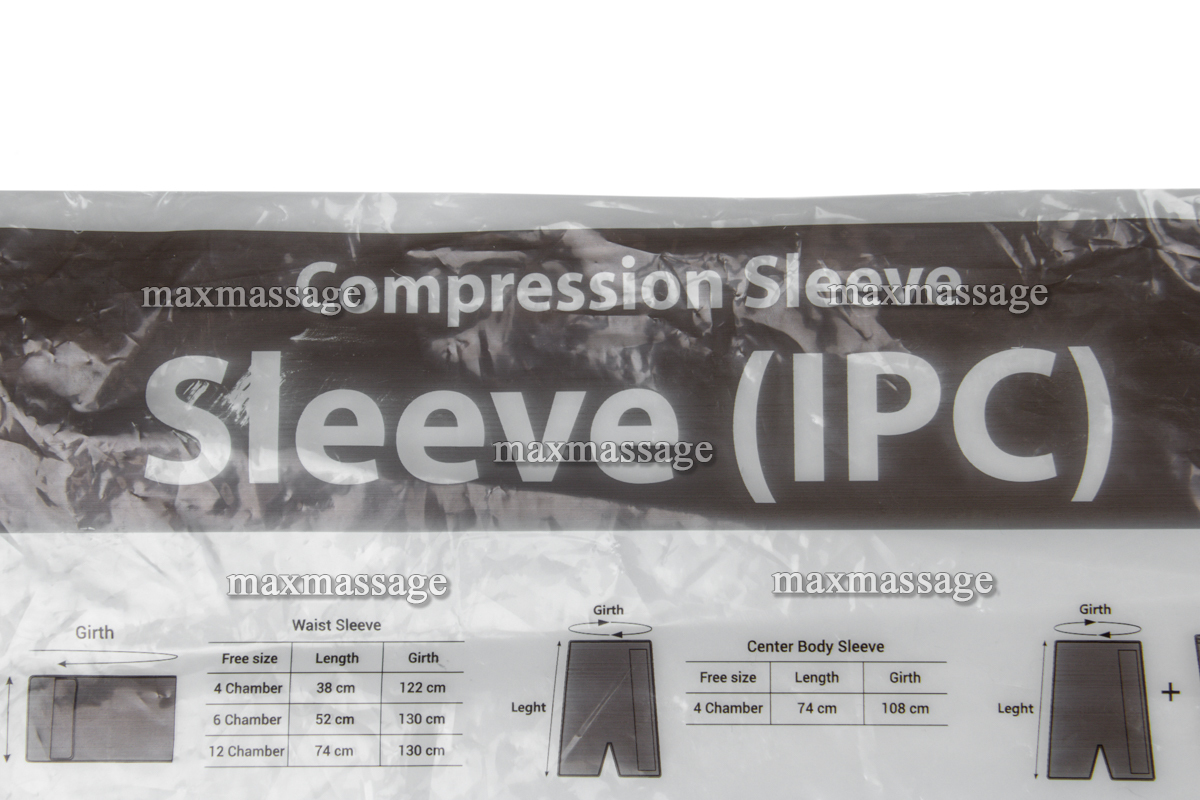 Compression Sleeve
maxmassage maxmassage
Sleeve (IPC)
maxmassage
maxmassage maxmassage
Girth
Waist Sleeve
Free size Length Girth
4 Chamber 38 cm 122 cm
6 Chamber 52 cm 130 cm
12 Chamber 74 cm 130 cm
Girth
Leght
Center Body Sleeve
Free size Length Girth
4 Chamber 74 cm 108 cm
Girth
Leght
+